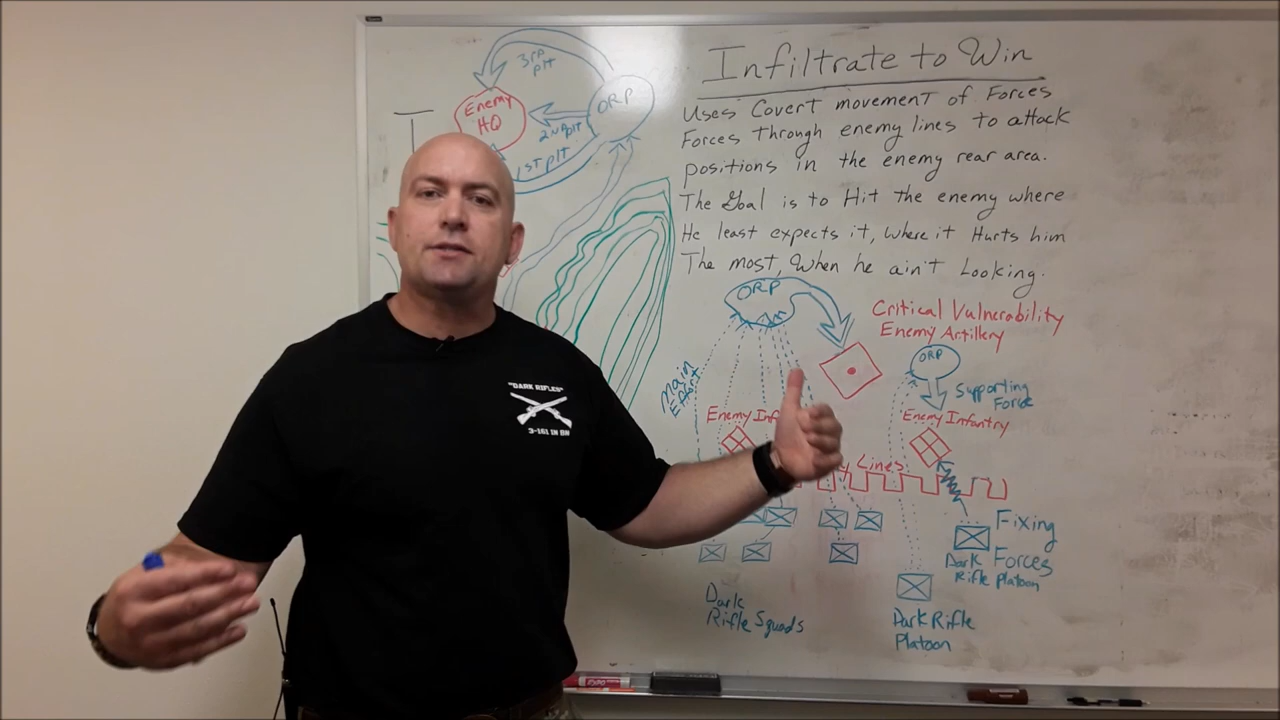 Infiltrate to Win
Uses Covert movement of Forces
Forces through enemy lines to attack
positions in the enemy rear area.
The Goal is to Hit the enemy where
He least expects it, where it Hurts him
The most, When he ain't Looking.
3rd plt
Enemy
HQ
ORP
2nd plt
1st plt
ORP
Critical Vulnerability
Enemy Artillery
ORP
Supporting
Force
Main
Effort
Enemy
Enemy Infantry
Lines
Fixing
Forces
Dark
Rifle Platoon
Dark
Rifle Squads
Dark Rifle
Platoon
"DARK RIFLES"
3-161 IN BN
EXPO